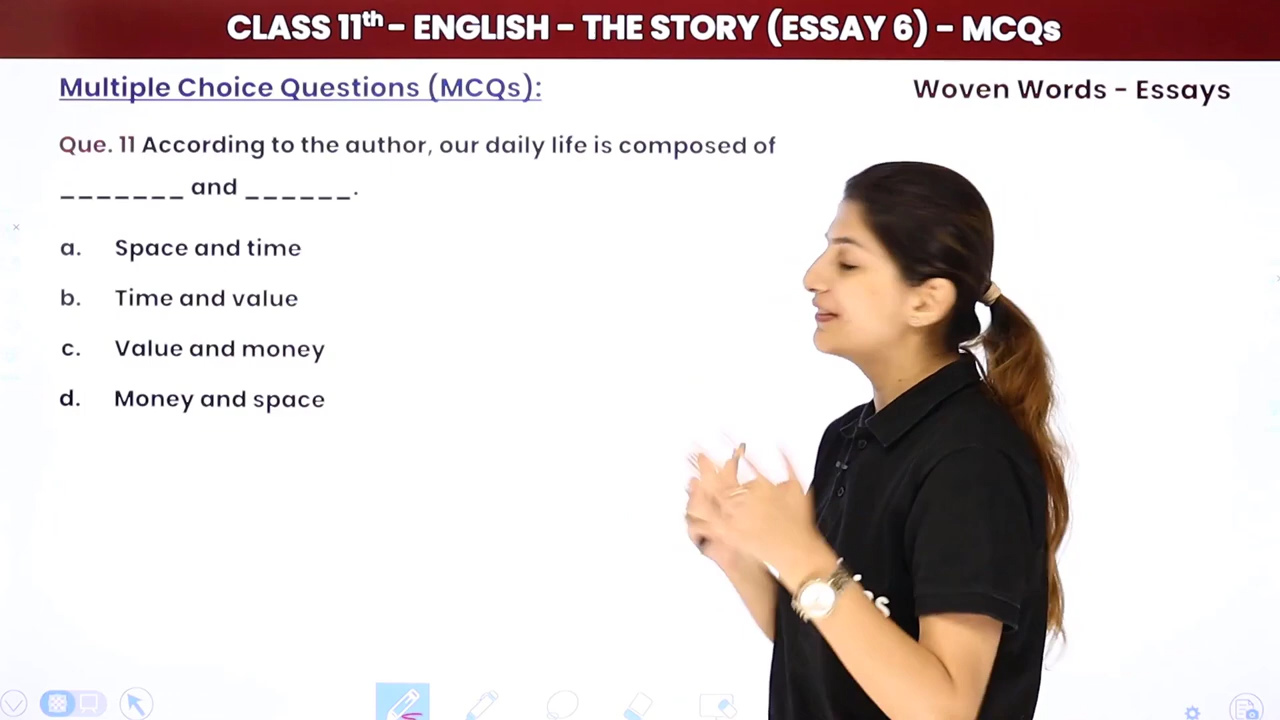 CLASS 11th - ENGLISH - THE STORY (ESSAY 6) - MCQs
Multiple Choice Questions (MCQs):
Woven Words - Essays
Que. 11 According to the author, our daily life is composed of
_______ and ______.
a. Space and time
b. Time and value
c. Value and money
d. Money and space